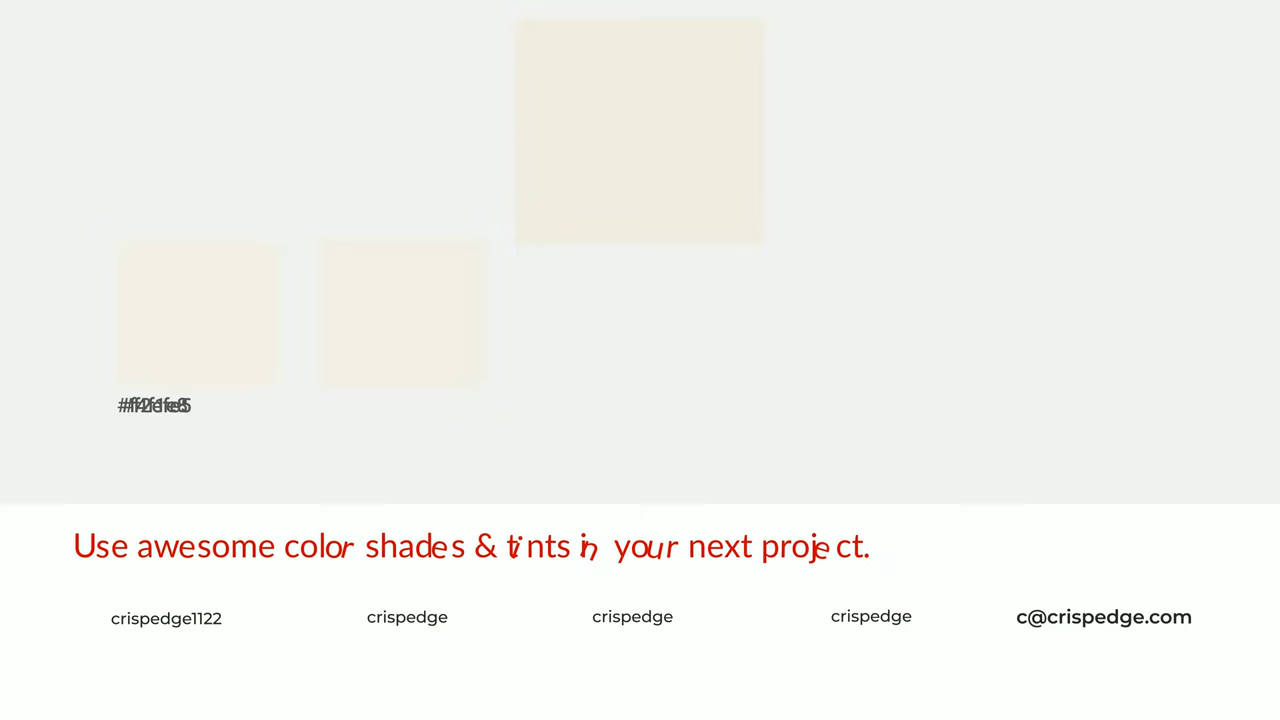 Use awesome color shades & tints in your next project.
crispedge1122 crispedge crispedge crispedge c@crispedge.com